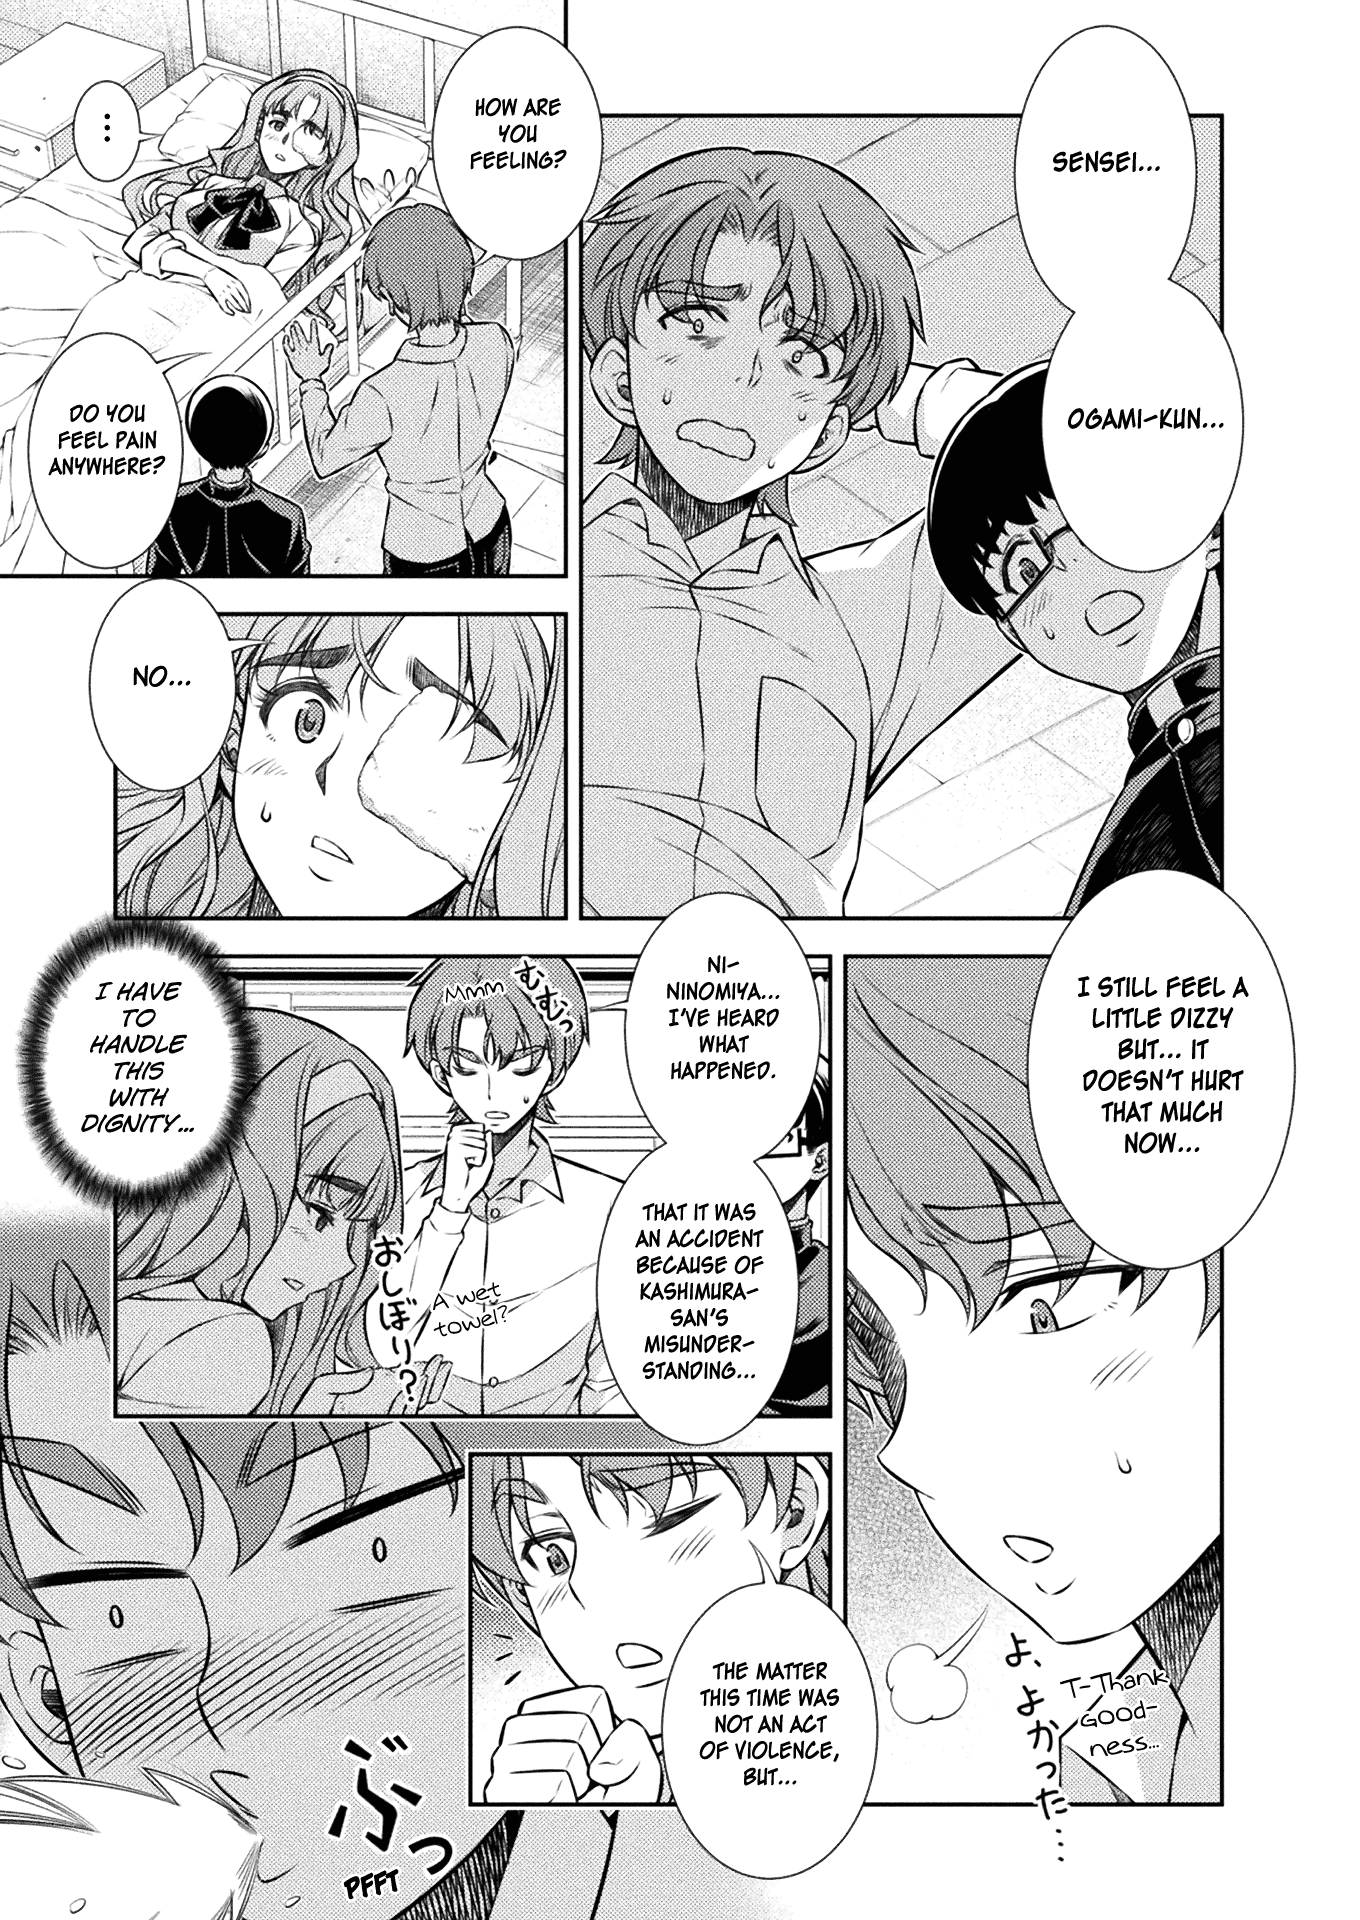 SENSEI...
OGAMI-KUN...
HOW ARE
YOU
FEELING?
...
DO YOU
FEEL PAIN
ANYWHERE?
NO...
I STILL FEEL A
LITTLE DIZZY
BUT... IT
DOESN'T HURT
THAT MUCH
NOW...
よ、よかった…
T-Thank
Good-
ness...
NI-
NINOMIYA...
I'VE HEARD
WHAT
HAPPENED.
THAT IT WAS
AN ACCIDENT
BECAUSE OF
KASHIMURA-
SAN'S
MISUNDER-
STANDING...
むむっ
Mmm
おしぼり?
A wet
towel?
I HAVE
TO
HANDLE
THIS
WITH
DIGNITY...
THE MATTER
THIS TIME WAS
NOT AN ACT
OF VIOLENCE,
BUT...
ぶっ
PFFT